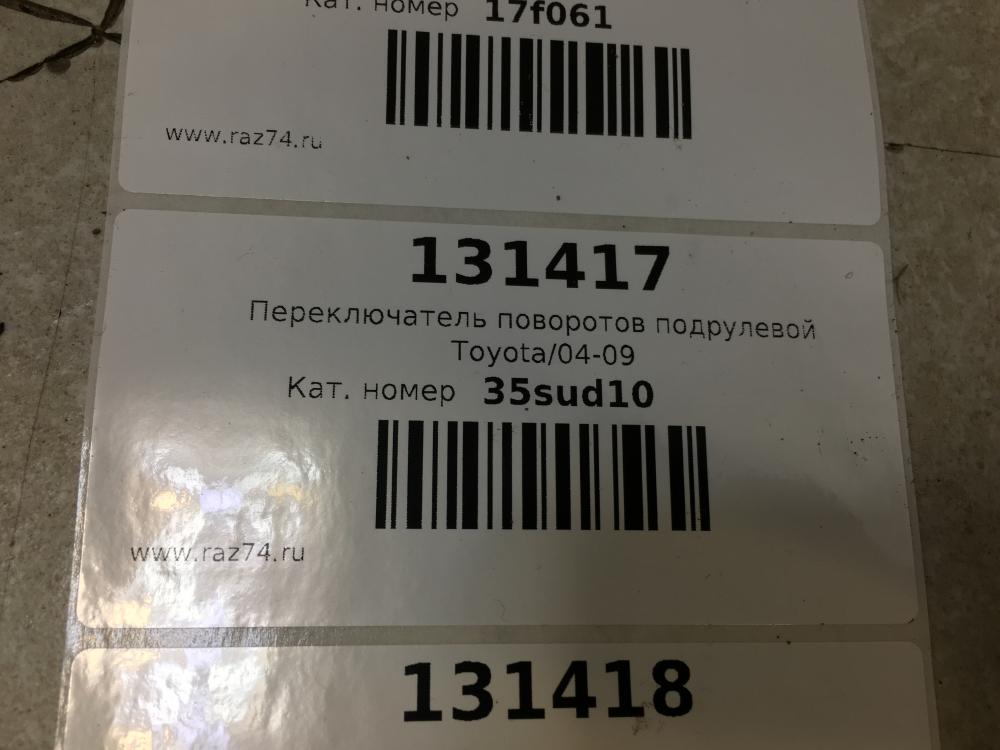 Кат. номер 17f061
www.raz74.ru
131417
Переключатель поворотов подрулевой
Toyota/04-09
Кат. номер 35sud10
www.raz74.ru
131418